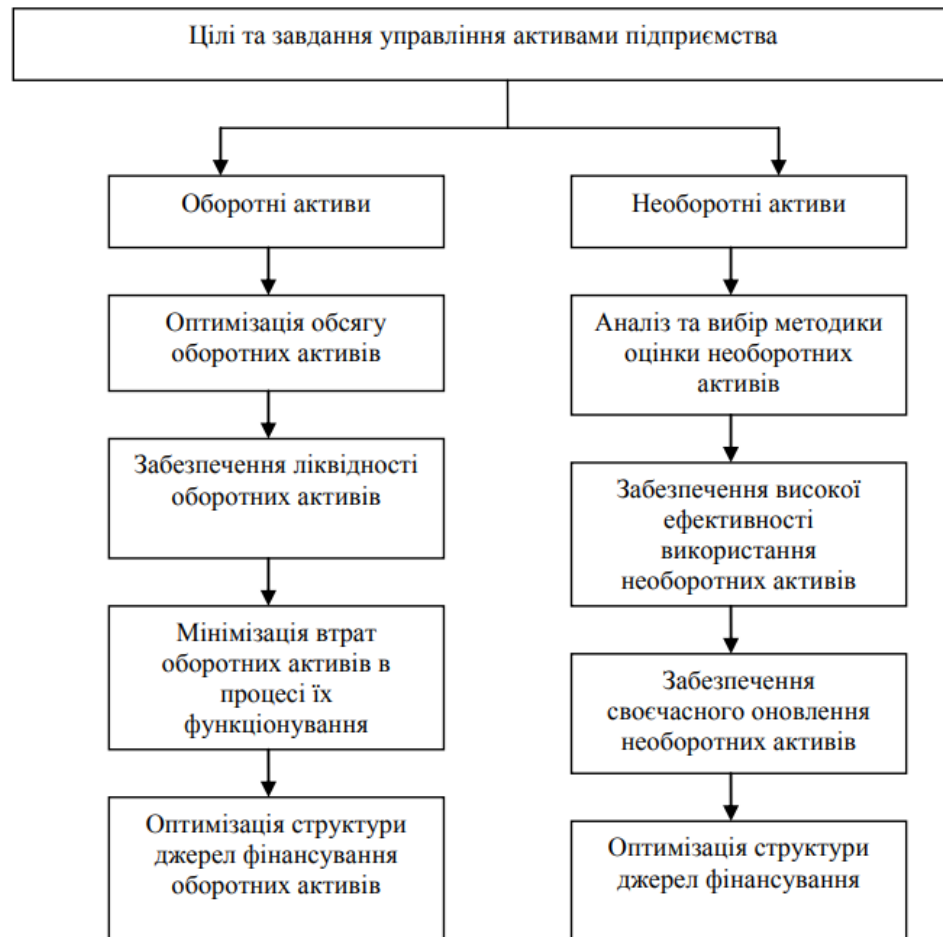 Цілі та завдання управління активами підприємства
Оборотні активи
Необоротні активи
Оптимізація обсягу
оборотних активів
Аналіз та вибір методики
оцінки необоротних
активів
Забезпечення ліквідності
оборотних активів
Забезпечення високої
ефективності
використання
необоротних активів
Мінімізація втрат
оборотних активів в
процесі їх
функціонування
Забезпечення
своєчасного оновлення
необоротних активів
Оптимізація структури
джерел фінансування
оборотних активів
Оптимізація структури
джерел фінансування